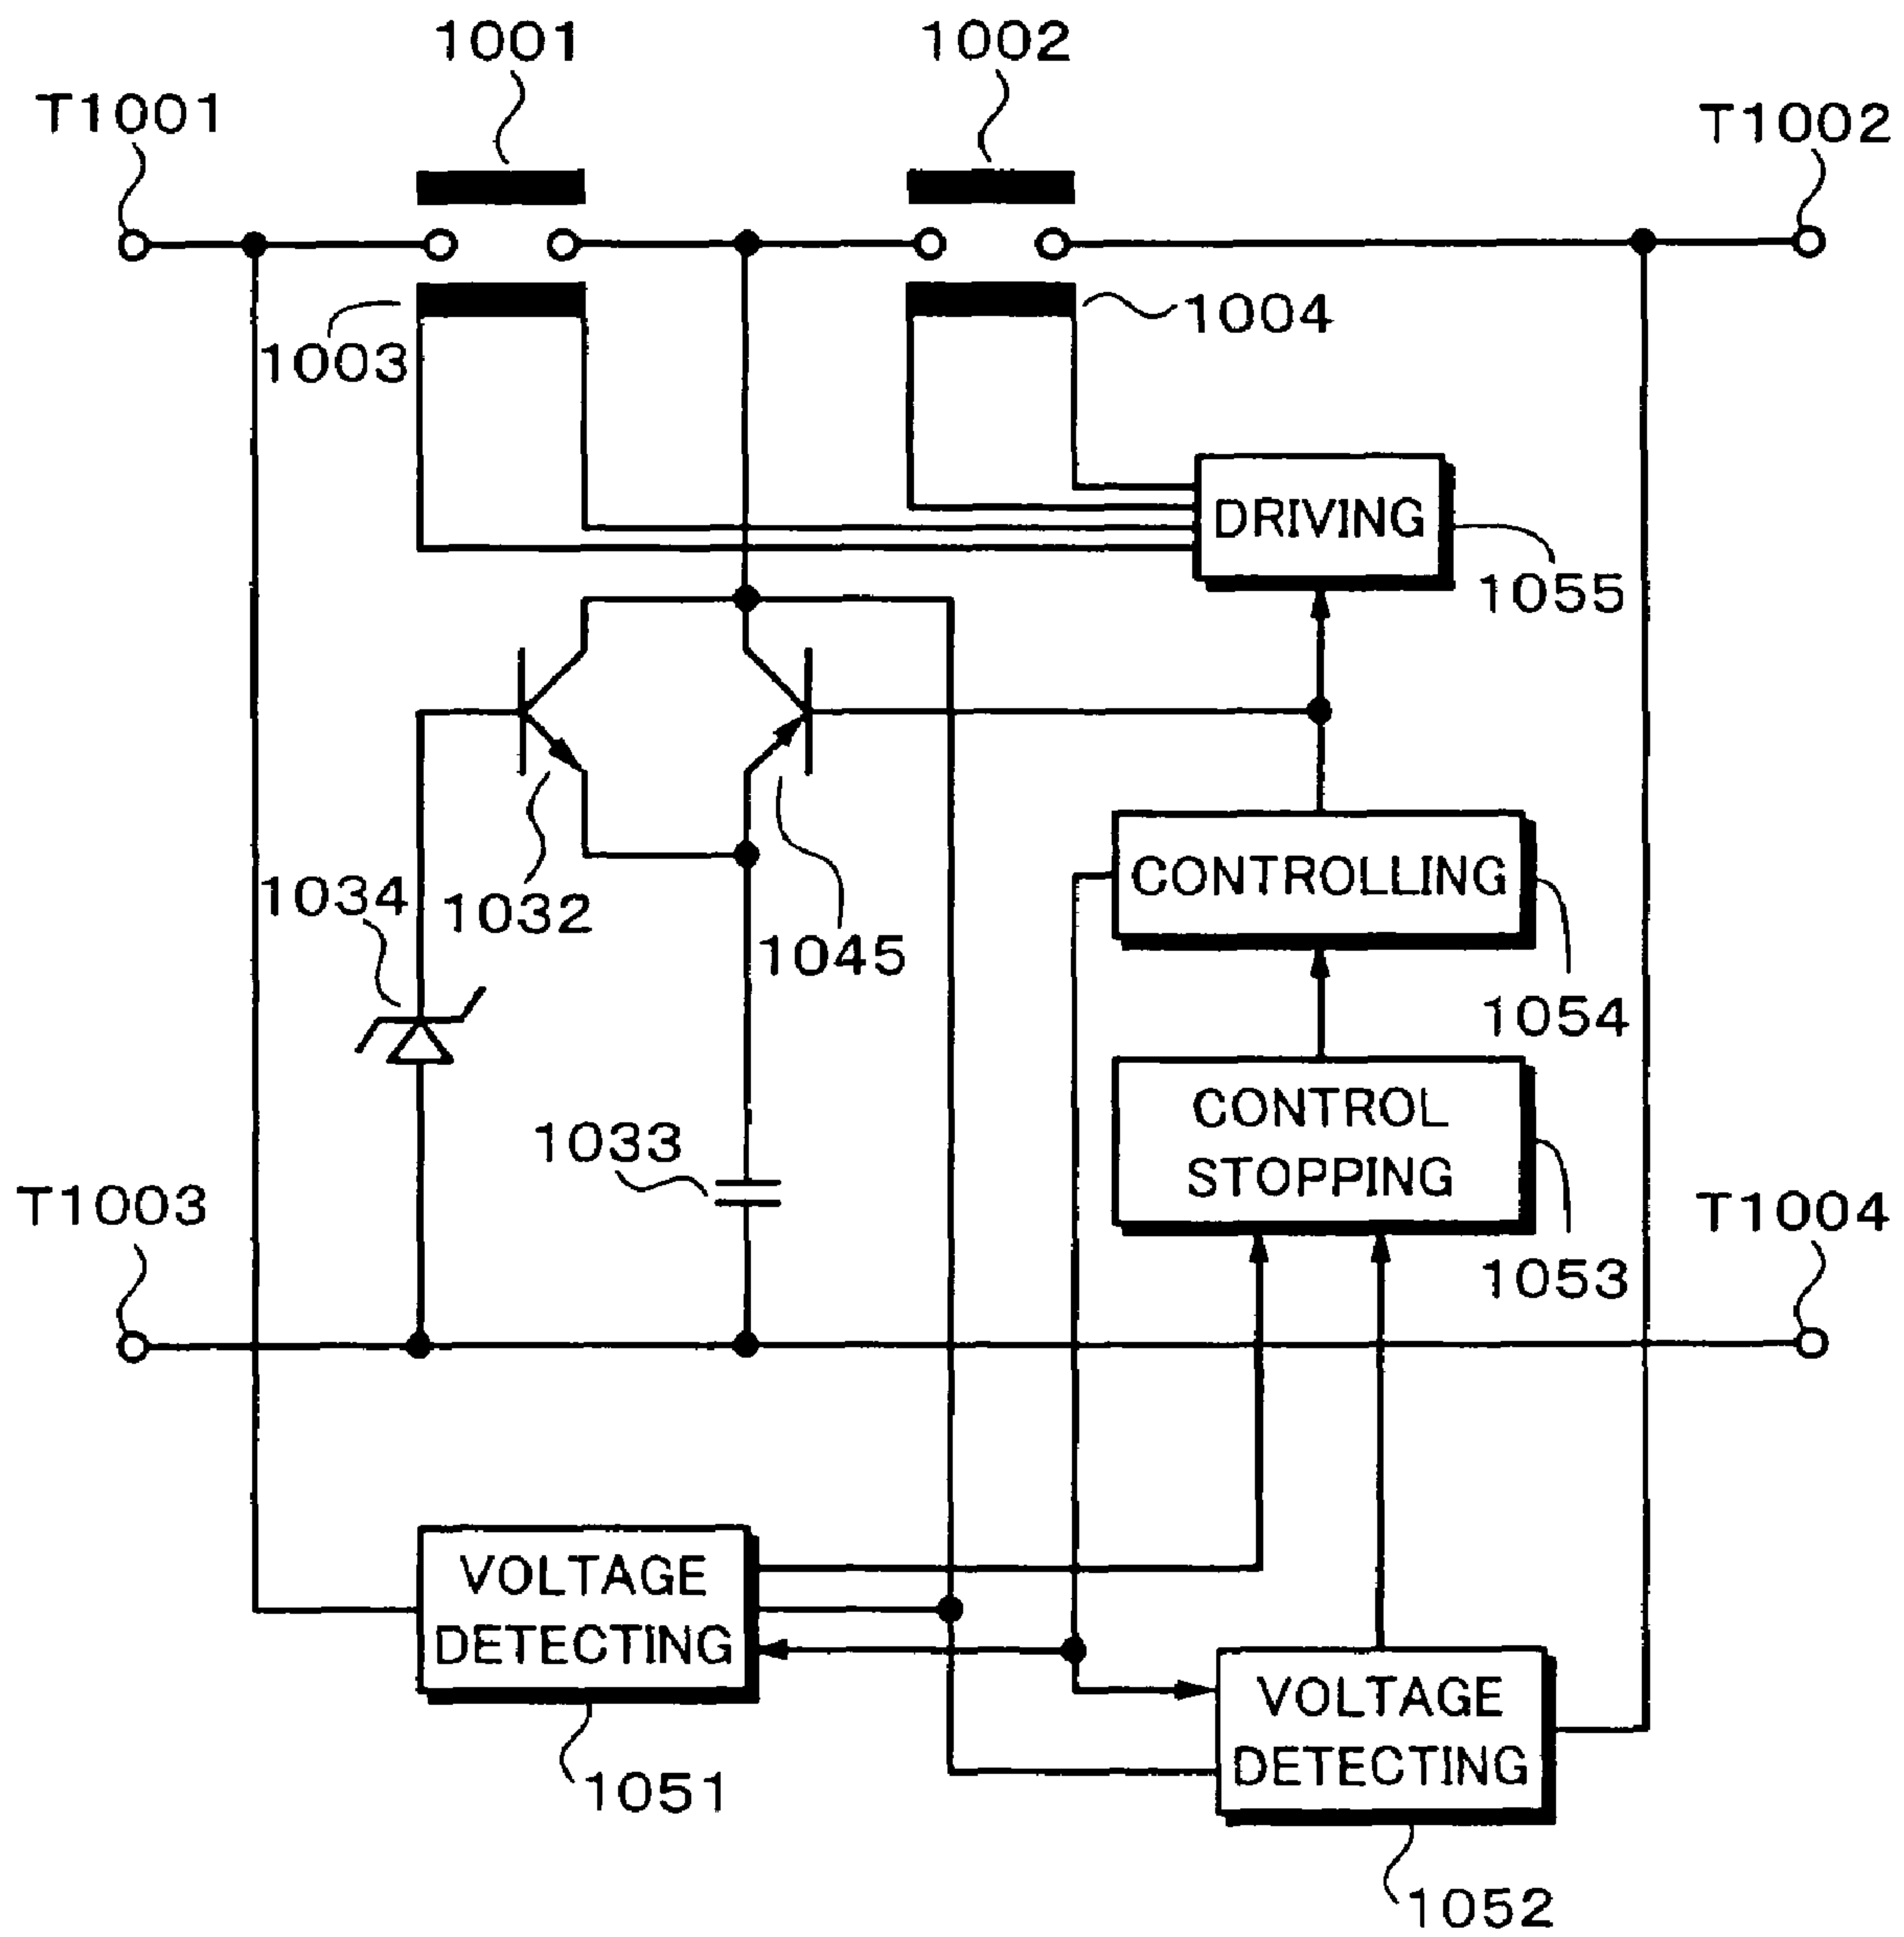 1001
1002
T1001
T1002
1003
1004
DRIVING
1055
1034
1032
1045
CONTROLLING
1054
CONTROL
STOPPING
1033
T1003
T1004
1053
VOLTAGE
DETECTING
VOLTAGE
DETECTING
1051
1052